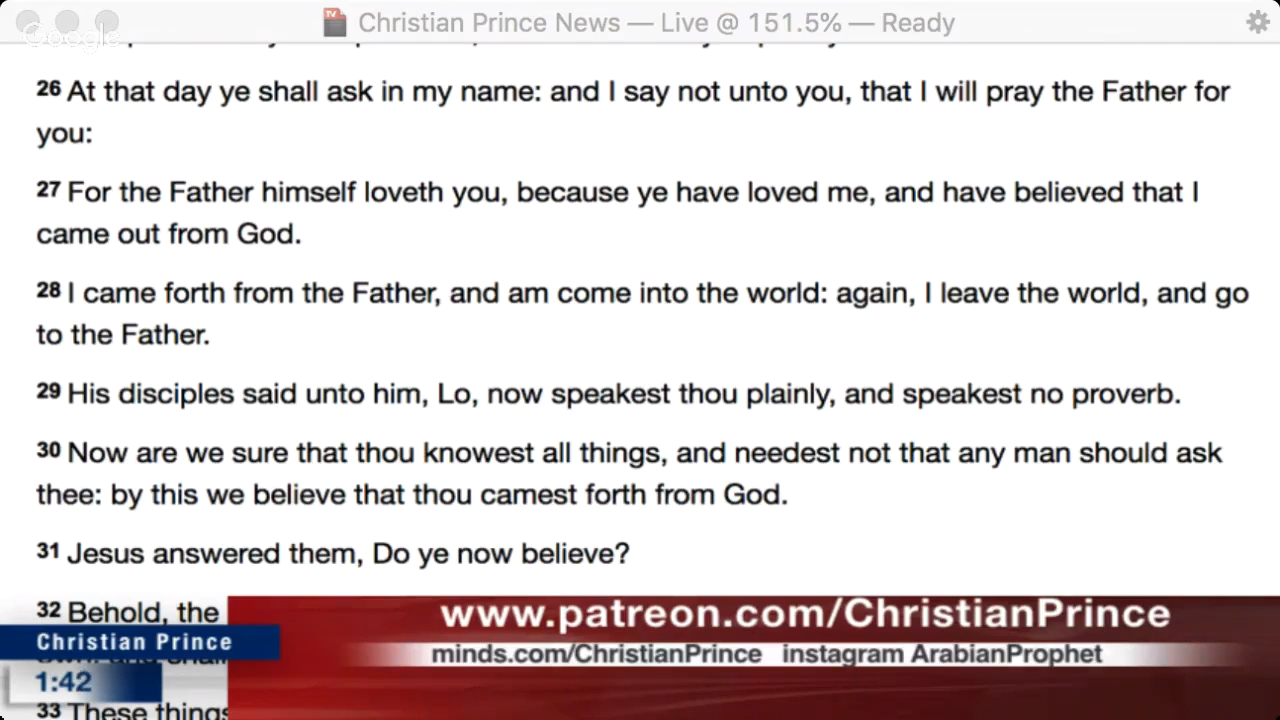 TV Christian Prince News — Live @ 151.5% — Ready
Google
26 At that day ye shall ask in my name: and I say not unto you, that I will pray the Father for
you:
27 For the Father himself loveth you, because ye have loved me, and have believed that I
came out from God.
28 I came forth from the Father, and am come into the world: again, I leave the world, and go
to the Father.
29 His disciples said unto him, Lo, now speakest thou plainly, and speakest no proverb.
30 Now are we sure that thou knowest all things, and needest not that any man should ask
thee: by this we believe that thou camest forth from God.
31 Jesus answered them, Do ye now believe?
32 Behold, the
www.patreon.com/ChristianPrince
Christian Prince
minds.com/ChristianPrince instagram ArabianProphet
1:42
33 These things